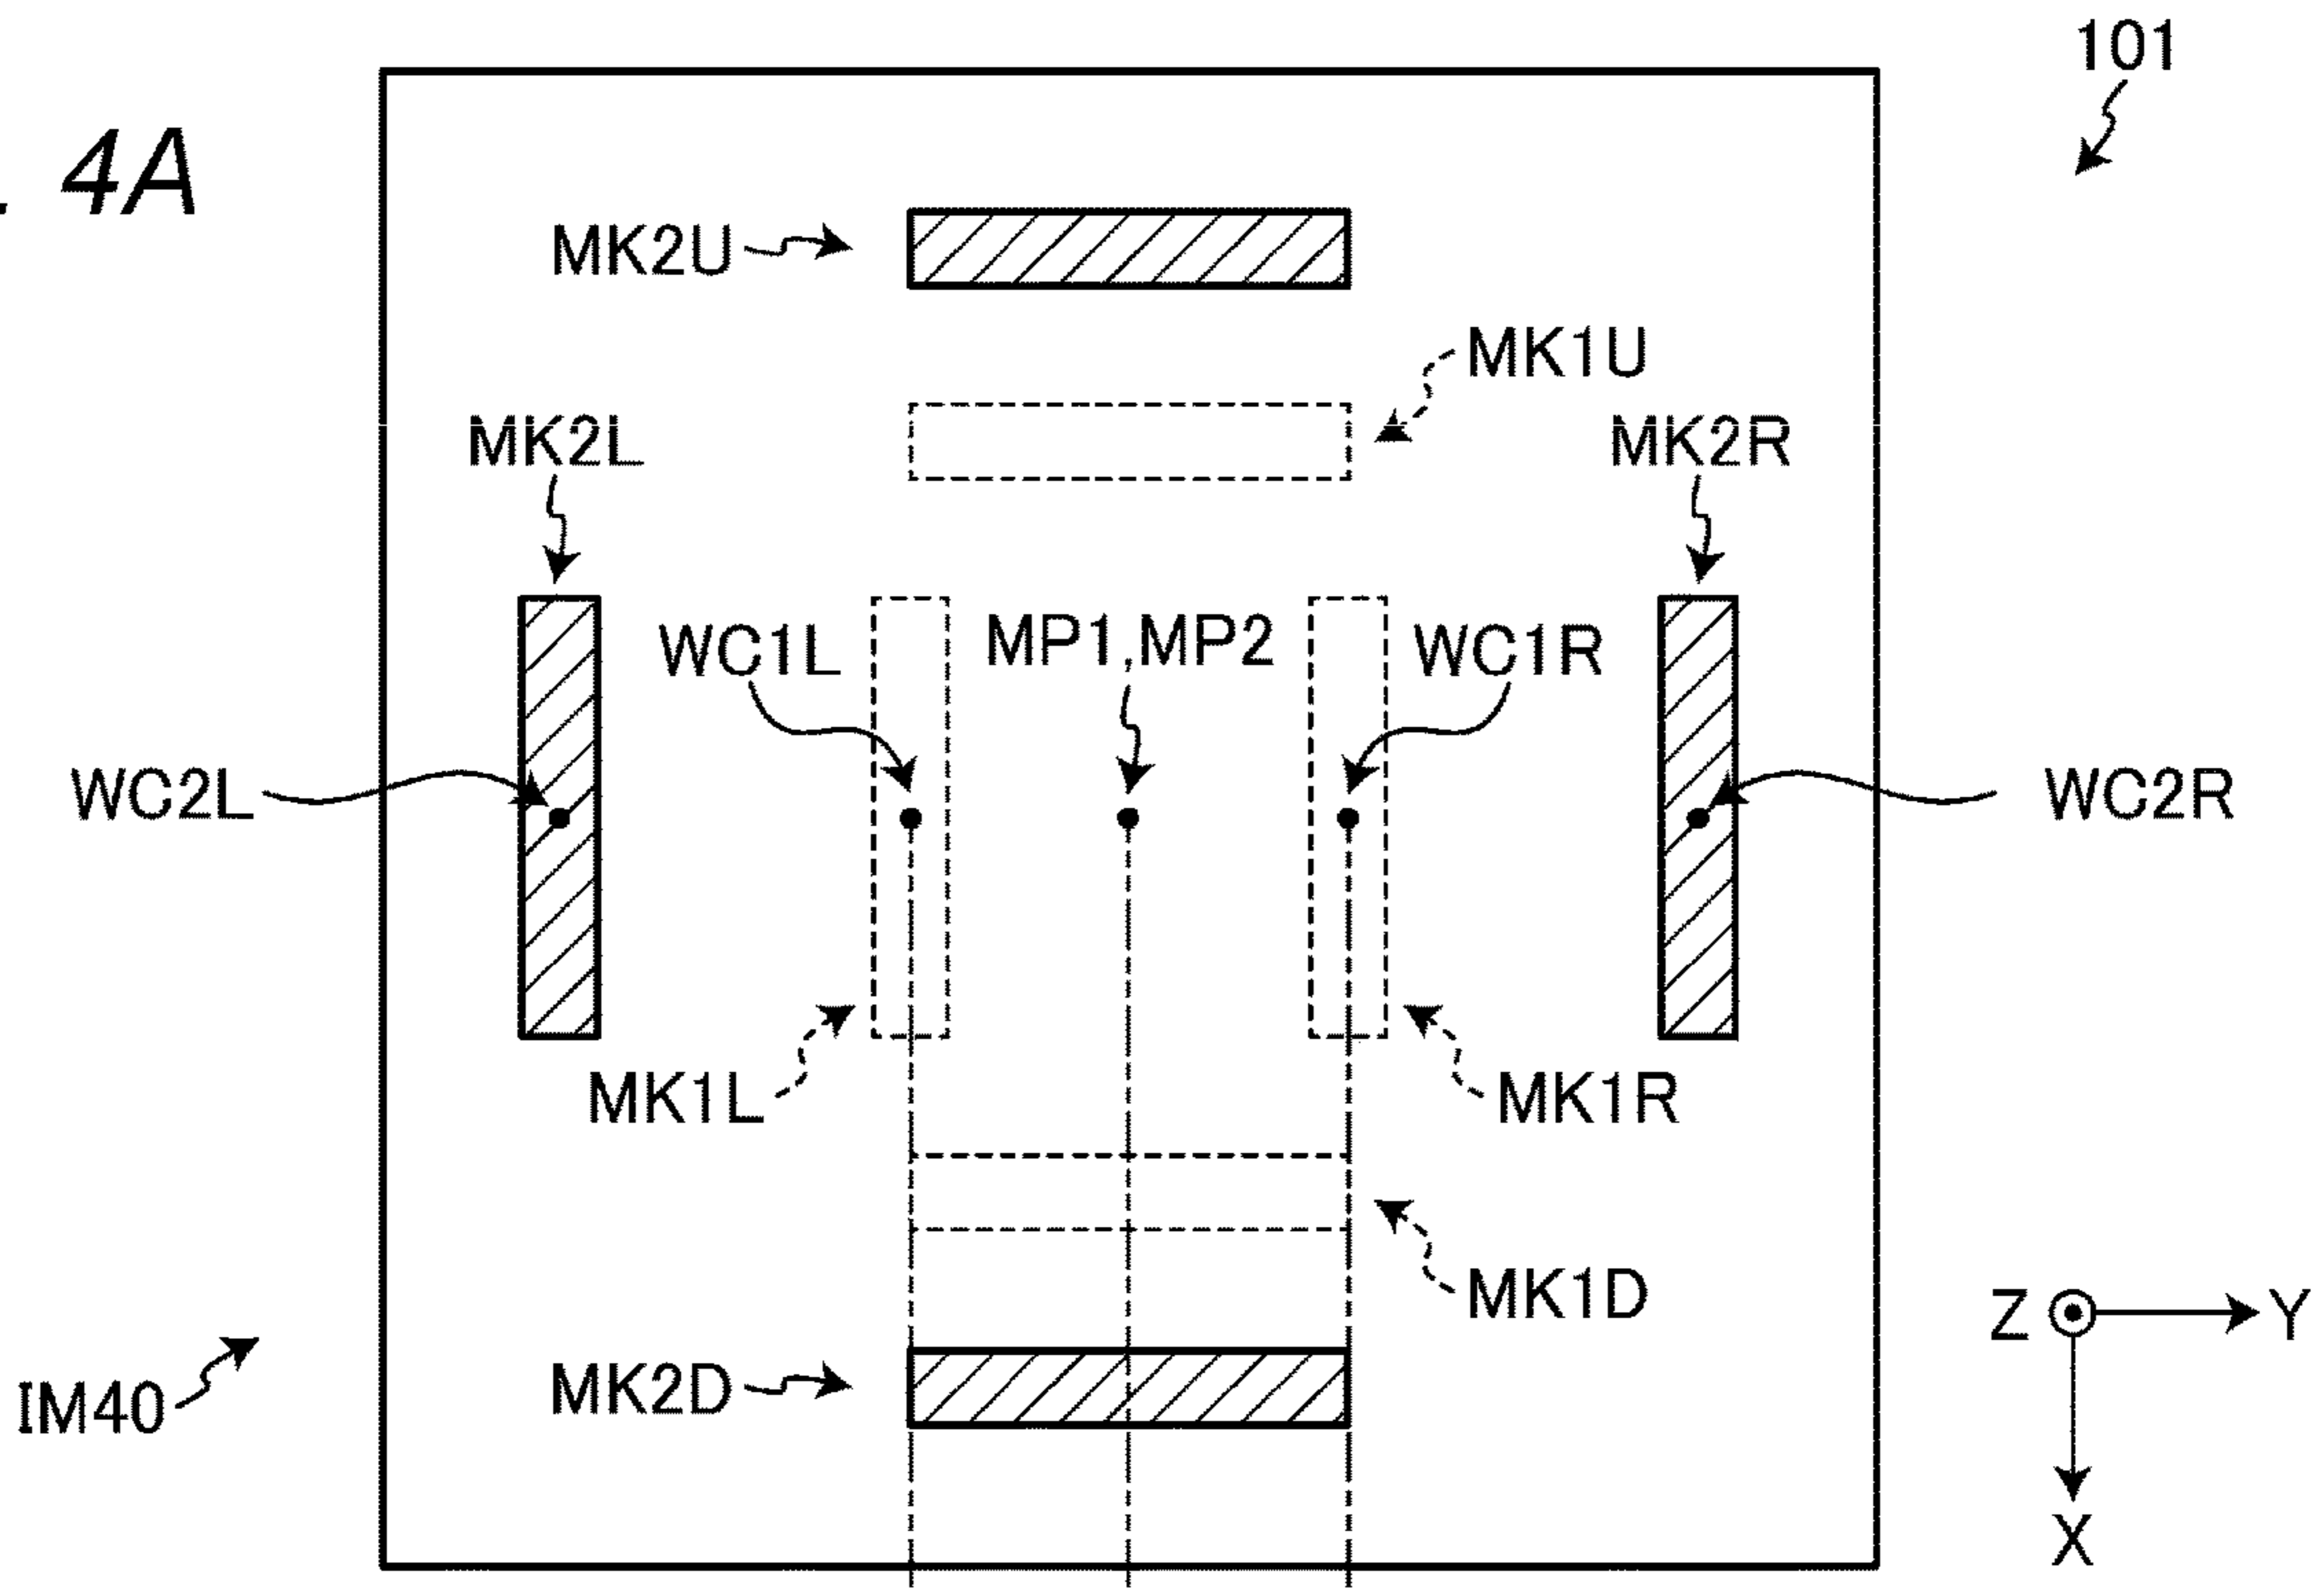 101
. 4A
MK2U
MK1U
MK2L
MK2R
WC1L
MP1,MP2
WC1R
WC2L
WC2R
MK1L
MK1R
MK1D
Z
Y
MK2D
IM40
X